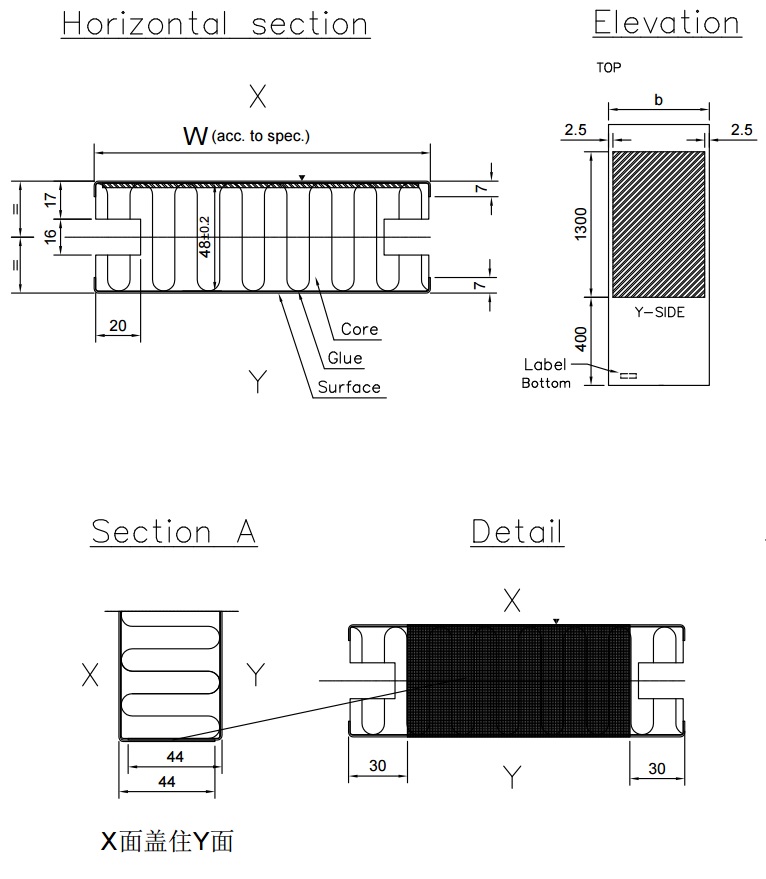 Horizontal section
X
W (acc. to spec.)
=
17
16
=
48±0.2
7
7
20
Core
Glue
Surface
Y
Elevation
TOP
b
2.5
2.5
1300
Y-SIDE
400
Label
Bottom
Section A
X
Y
44
44
X面盖住Y面
Detail
X
30
30
Y